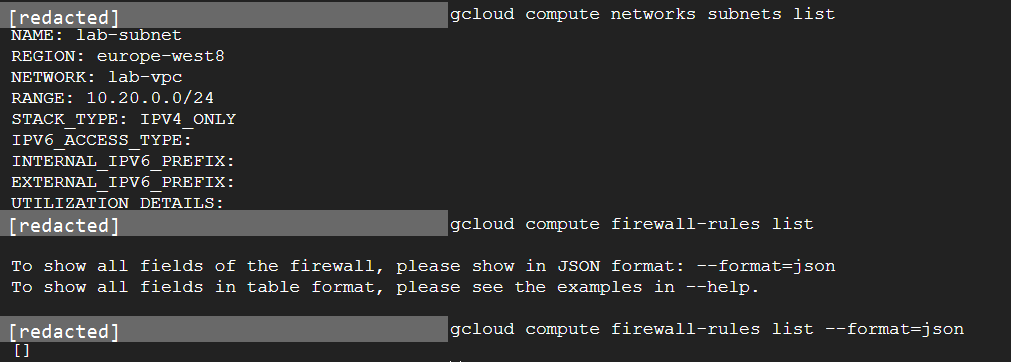 [redacted] gcloud compute networks subnets list
NAME: lab-subnet
REGION: europe-west8
NETWORK: lab-vpc
RANGE: 10.20.0.0/24
STACK_TYPE: IPV4_ONLY
IPV6_ACCESS_TYPE:
INTERNAL_IPV6_PREFIX:
EXTERNAL_IPV6_PREFIX:
UTILIZATION_DETAILS:
[redacted] gcloud compute firewall-rules list
To show all fields of the firewall, please show in JSON format: --format=json
To show all fields in table format, please see the examples in --help.
[redacted] gcloud compute firewall-rules list --format=json
[]